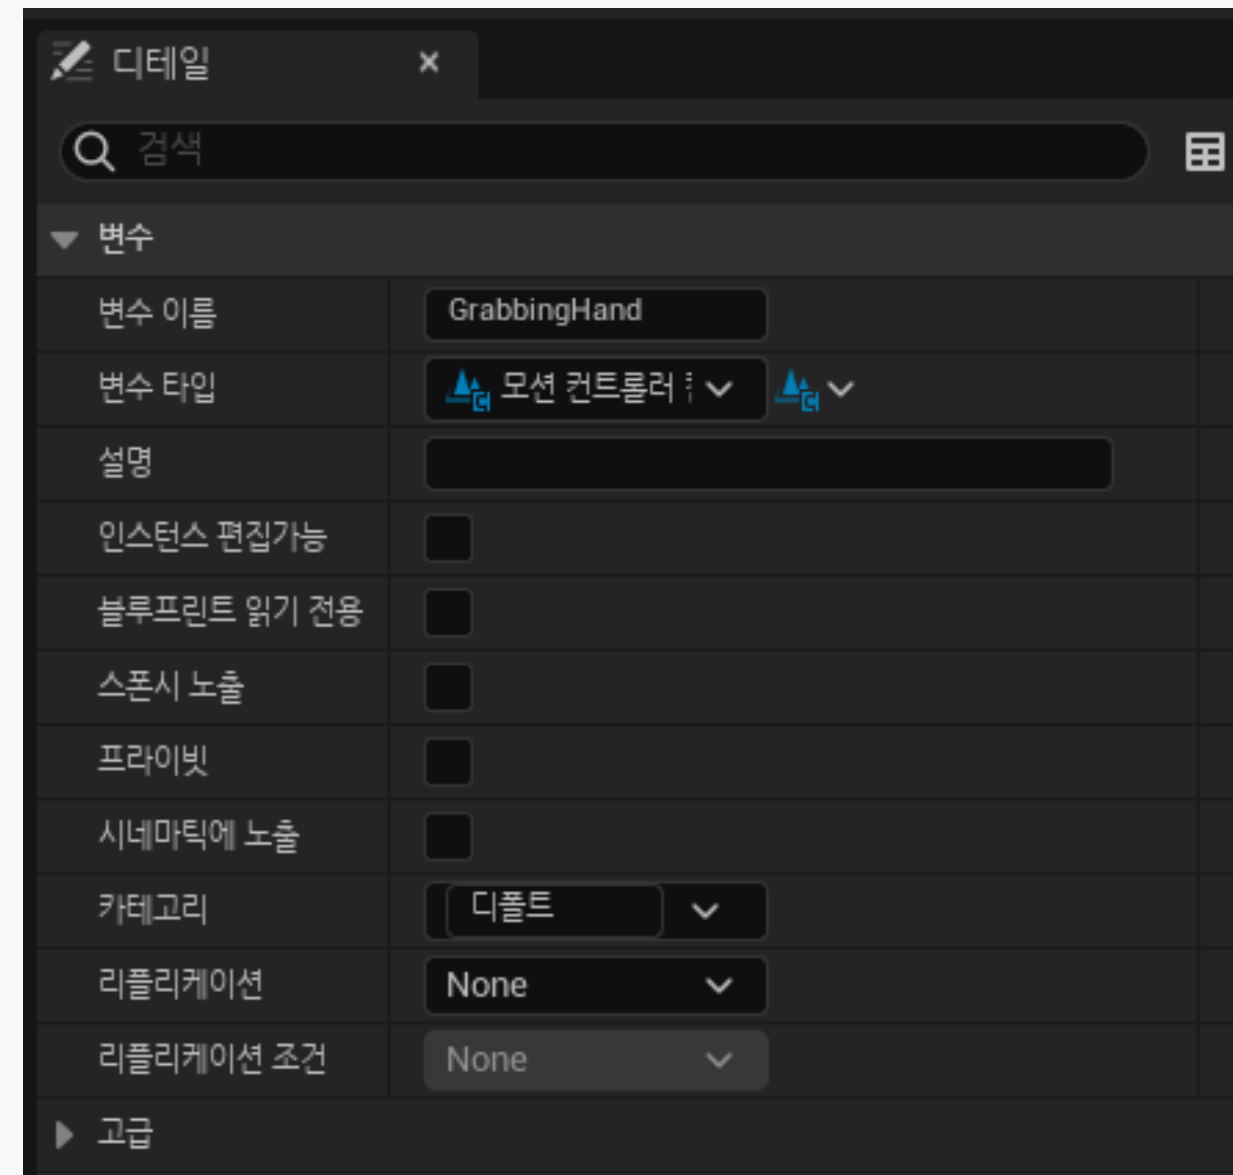 디테일
검색
변수
변수 이름 GrabbingHand
변수 타입 모션 컨트롤러
설명
인스턴스 편집가능
블루프린트 읽기 전용
스폰시 노출
프라이빗
시네마틱에 노출
카테고리 디폴트
리플리케이션 None
리플리케이션 조건 None
고급